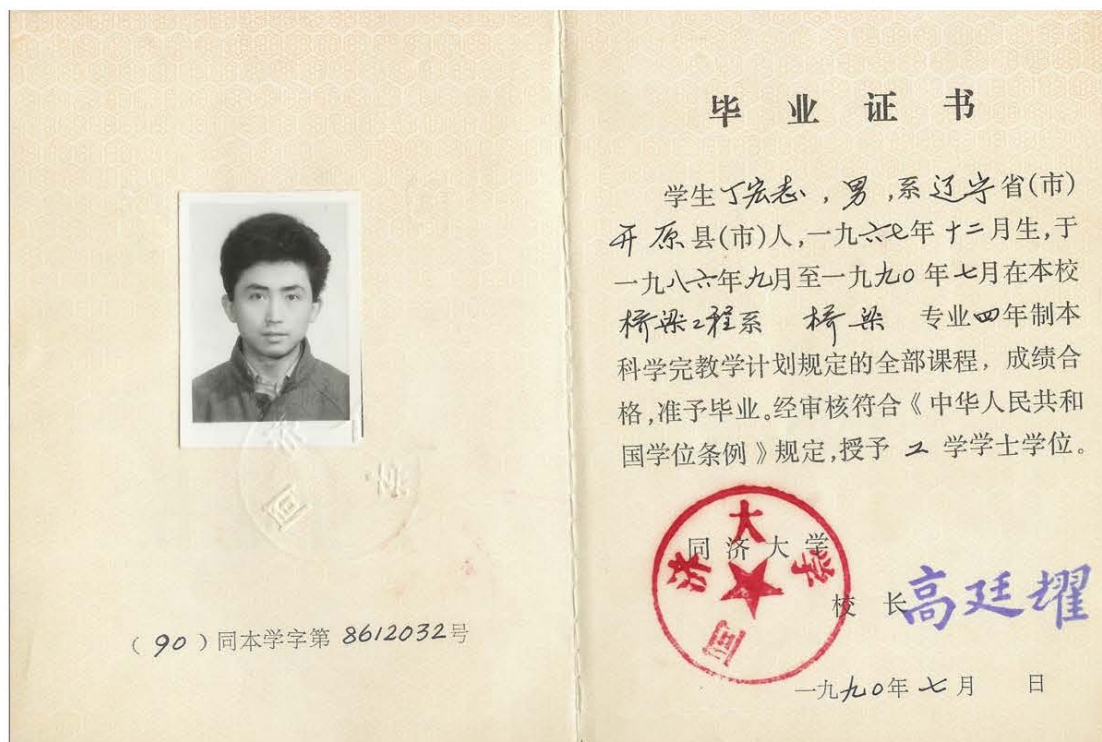 （90）同本学字第 8612032号
毕业证书
学生丁宏志，男，系辽宁省(市)
开原县(市)人，一九六七年十二月生，于
一九八六年九月至一九九〇年七月在本校
桥梁工程系 桥梁 专业四年制本
科学完教学计划规定的全部课程，成绩合
格，准予毕业。经审核符合《中华人民共和
国学位条例》规定，授予 工 学学士学位。
同济大学
同济大学
校长高廷耀
一九九〇年七月 日